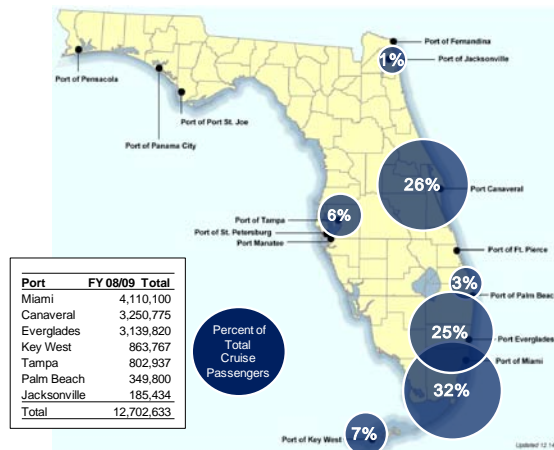 Port of Fernandina
Port of Jacksonville
1%
Port of Pensacola
Port of Port St. Joe
Port of Panama City
26%
Port Canaveral
6%
Port of Tampa
Port of St. Petersburg
Port Manatee
Port of Ft. Pierce
3%
Port of Palm Beach
25%
Port Everglades
Port of Miami
32%
7%
Port of Key West
Percent of
Total
Cruise
Passengers
Port FY 08/09 Total
Miami 4,110,100
Canaveral 3,250,775
Everglades 3,139,820
Key West 863,767
Tampa 802,937
Palm Beach 349,800
Jacksonville 185,434
Total 12,702,633
Updated 12.14